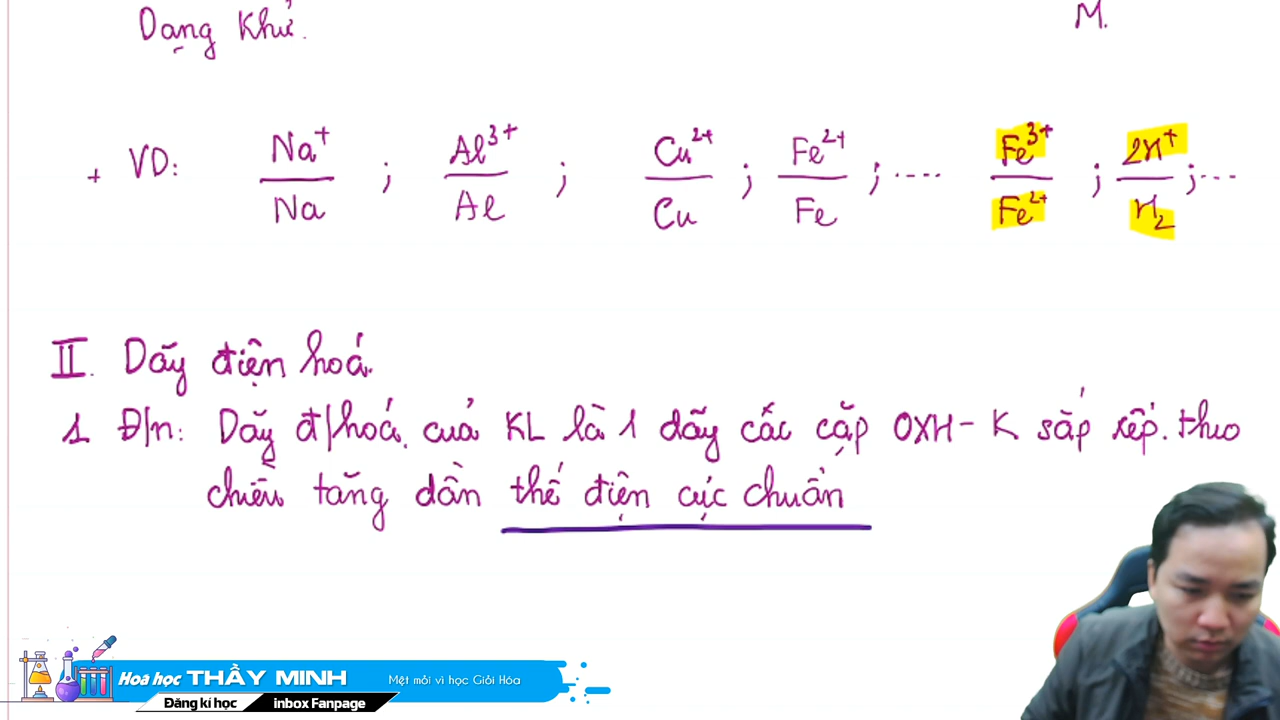 Dạng Khử. M.
+ VD: Na⁺/Na ; Al³⁺/Al ; Cu²⁺/Cu ; Fe²⁺/Fe ; .... Fe³⁺/Fe²⁺ ; 2H⁺/H₂ ; ...
II. Dãy điện hoá.
1 Đ/n: Dãy đ/hoá. của KL là 1 dãy các cặp OXH - K sắp xếp. theo
chiều tăng dần thế điện cực chuẩn
Hoá học THẦY MINH
Mệt mỏi vì học Giỏi Hóa
Đăng kí học inbox Fanpage